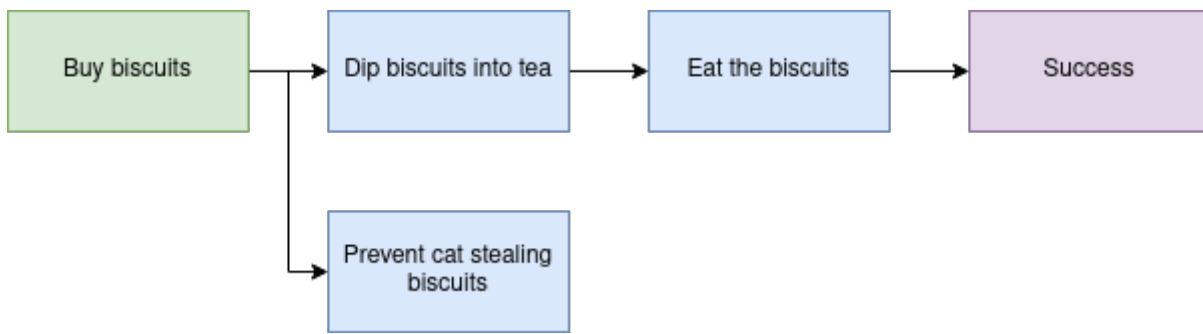 Buy biscuits
Dip biscuits into tea
Eat the biscuits
Success
Prevent cat stealing
biscuits